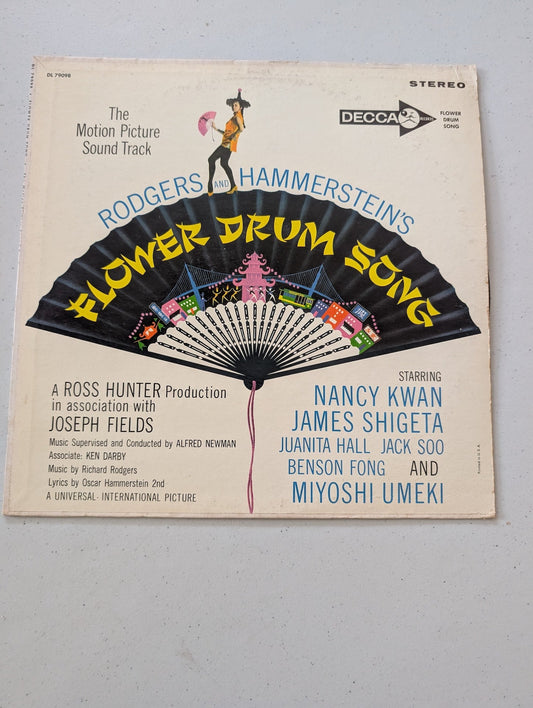 DL 79098
STEREO
The
Motion Picture
Sound Track
DECCA RECORDS
FLOWER
DRUM
SONG
RODGERS AND HAMMERSTEIN'S
FLOWER DRUM SONG
A ROSS HUNTER Production
in association with
JOSEPH FIELDS
Music Supervised and Conducted by ALFRED NEWMAN
Associate: KEN DARBY
Music by Richard Rodgers
Lyrics by Oscar Hammerstein 2nd
A UNIVERSAL-INTERNATIONAL PICTURE
STARRING
NANCY KWAN
JAMES SHIGETA
JUANITA HALL JACK SOO
BENSON FONG AND
MIYOSHI UMEKI
Printed in U.S.A.